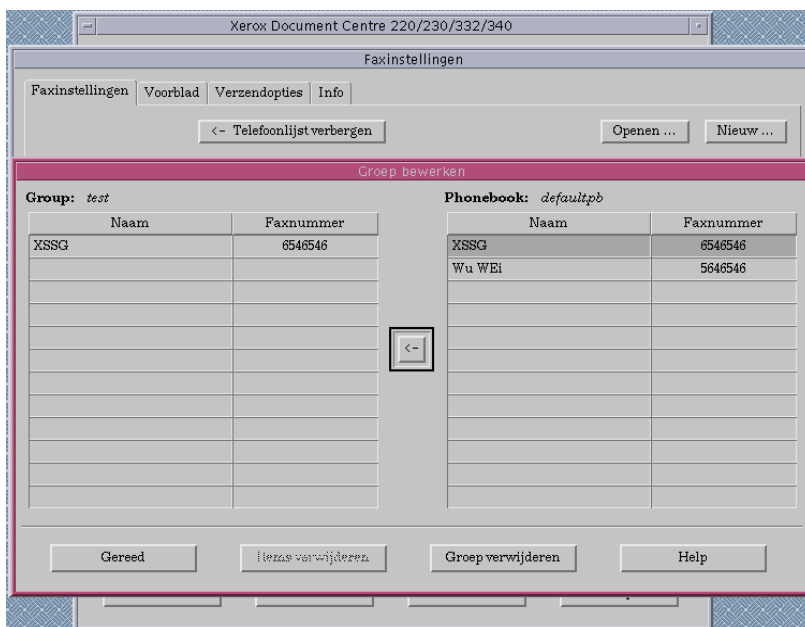 Xerox Document Centre 220/230/332/340
Faxinstellingen
Faxinstellingen Voorblad Verzendopties Info
<- Telefoonlijst verbergen Openen ... Nieuw ...
Groep bewerken
Group: test Phonebook: defaultpb
Naam Faxnummer Naam Faxnummer
XSSG 6546546 XSSG 6546546
Wu WEi 5646546
<-
Gereed Items verwijderen Groep verwijderen Help